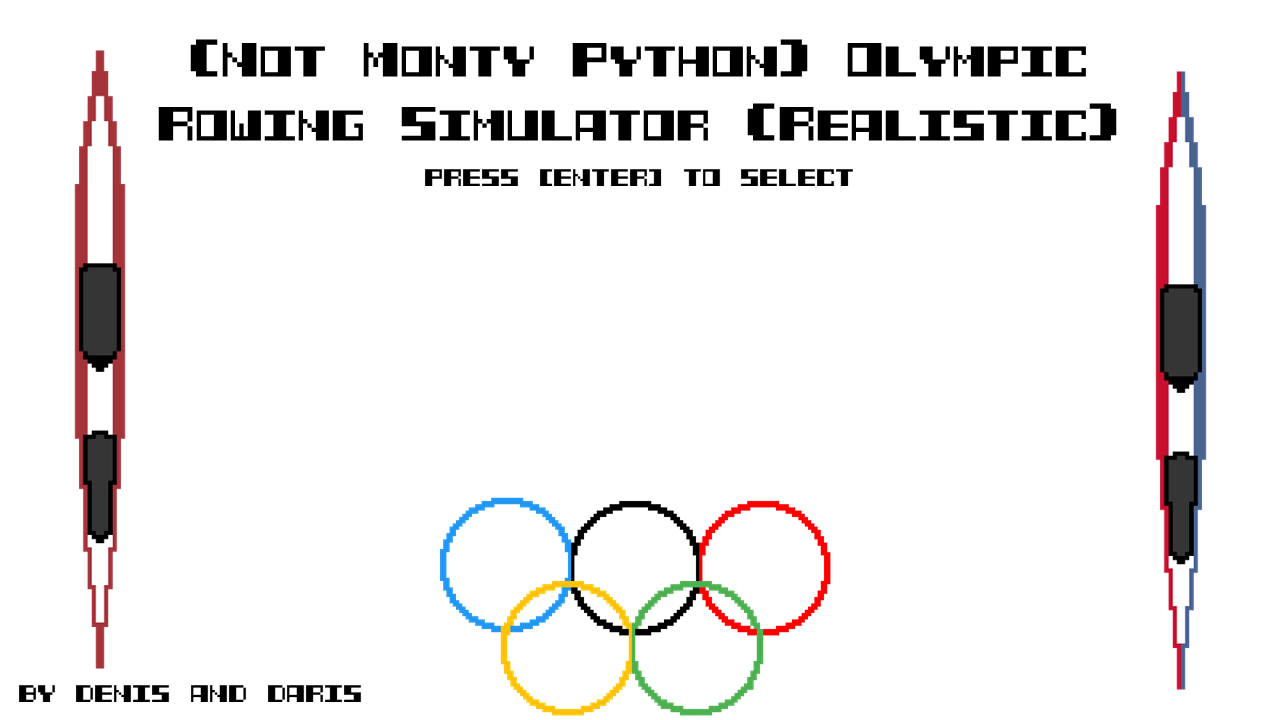 (Not Monty Python) Olympic
Rowing Simulator (Realistic)
PRESS [ENTER] TO SELECT
BY DENIS AND DARIS